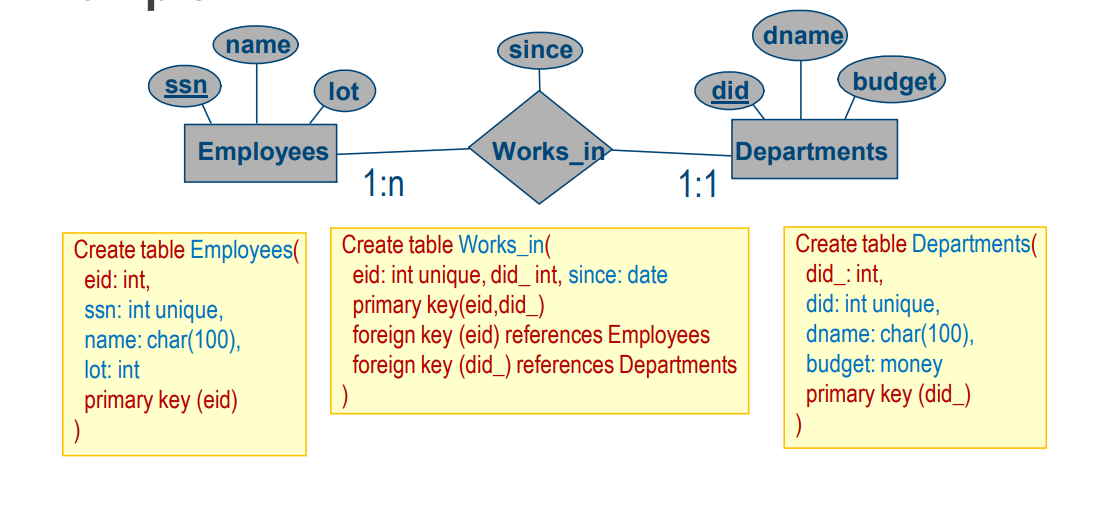 name
ssn
lot
Employees
1:n
since
Works_in
1:1
dname
did
budget
Departments
Create table Employees(
eid: int,
ssn: int unique,
name: char(100),
lot: int
primary key (eid)
)
Create table Works_in(
eid: int unique, did_ int, since: date
primary key(eid,did_)
foreign key (eid) references Employees
foreign key (did_) references Departments
)
Create table Departments(
did_: int,
did: int unique,
dname: char(100),
budget: money
primary key (did_)
)